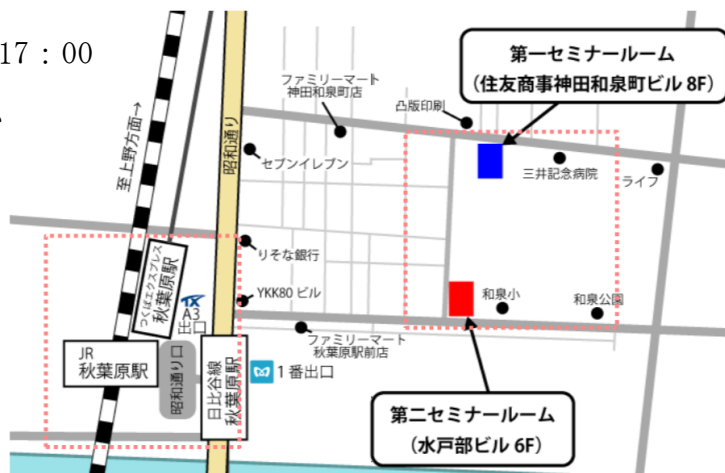 17：00
第一セミナールーム
（住友商事神田和泉町ビル 8F）
ファミリーマート
神田和泉町店
凸版印刷
至上野方面→
昭和通り
セブンイレブン
三井記念病院
ライフ
つくばエクスプレス
秋葉原駅
りそな銀行
TX
A3
出口
YKK80 ビル
和泉小
和泉公園
ファミリーマート
秋葉原駅前店
JR
秋葉原駅
昭和通り口
日比谷線
秋葉原駅
1 番出口
第二セミナールーム
（水戸部ビル 6F）